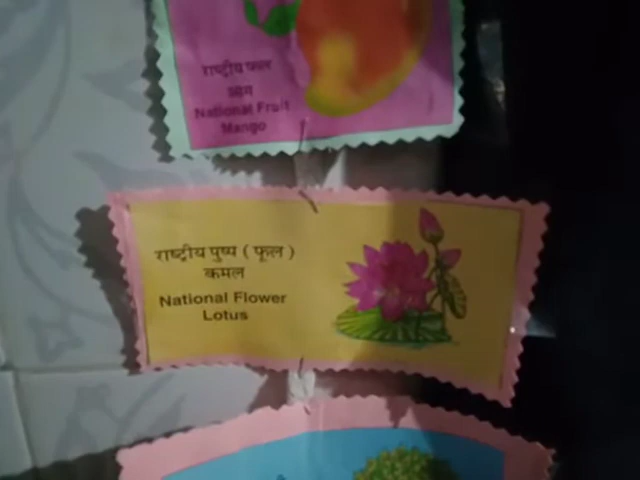 राष्ट्रीय फल
आम
National Fruit
Mango
राष्ट्रीय पुष्प ( फूल )
कमल
National Flower
Lotus